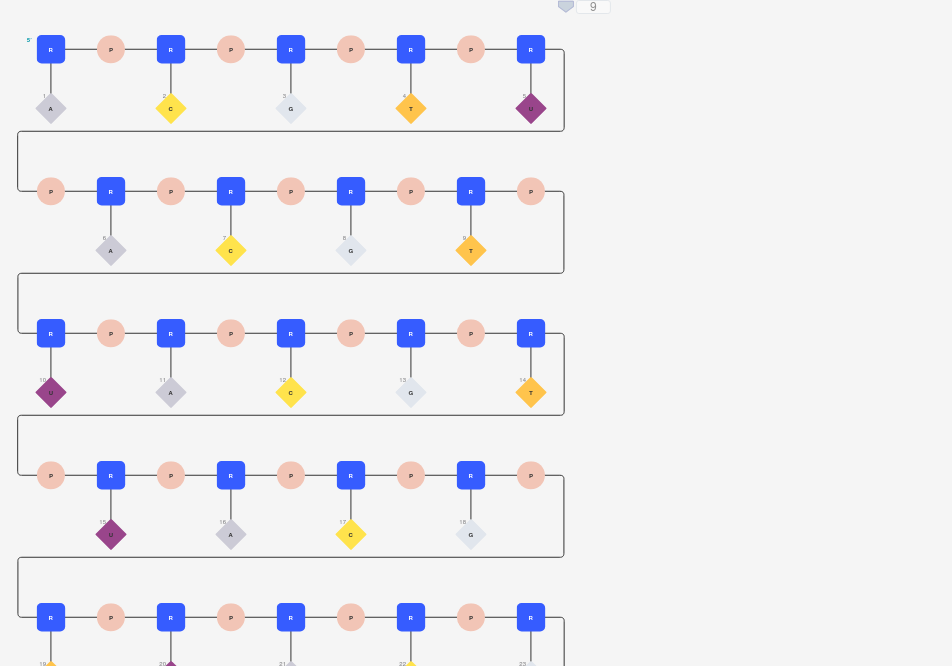 9
5'
R P R P R P R P R
1 2 3 4 5
A C G T U
P R P R P R P R P
6 7 8 9
A C G T
R P R P R P R P R
10 11 12 13 14
U A C G T
P R P R P R P R P
15 16 17 18
U A C G
R P R P R P R P R
19 20 21 22 23